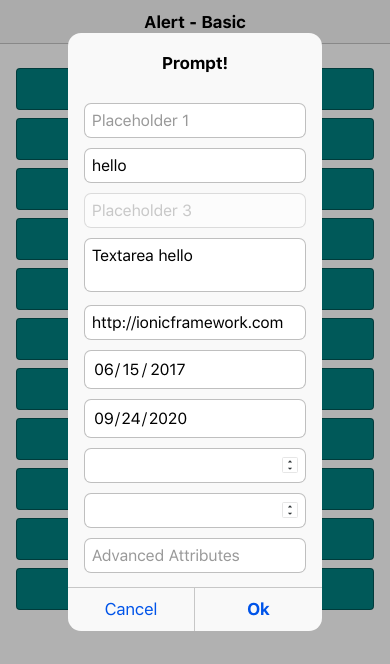 Alert - Basic
Prompt!
Placeholder 1
hello
Placeholder 3
Textarea hello
http://ionicframework.com
06/15/2017
09/24/2020
Advanced Attributes
Cancel
Ok